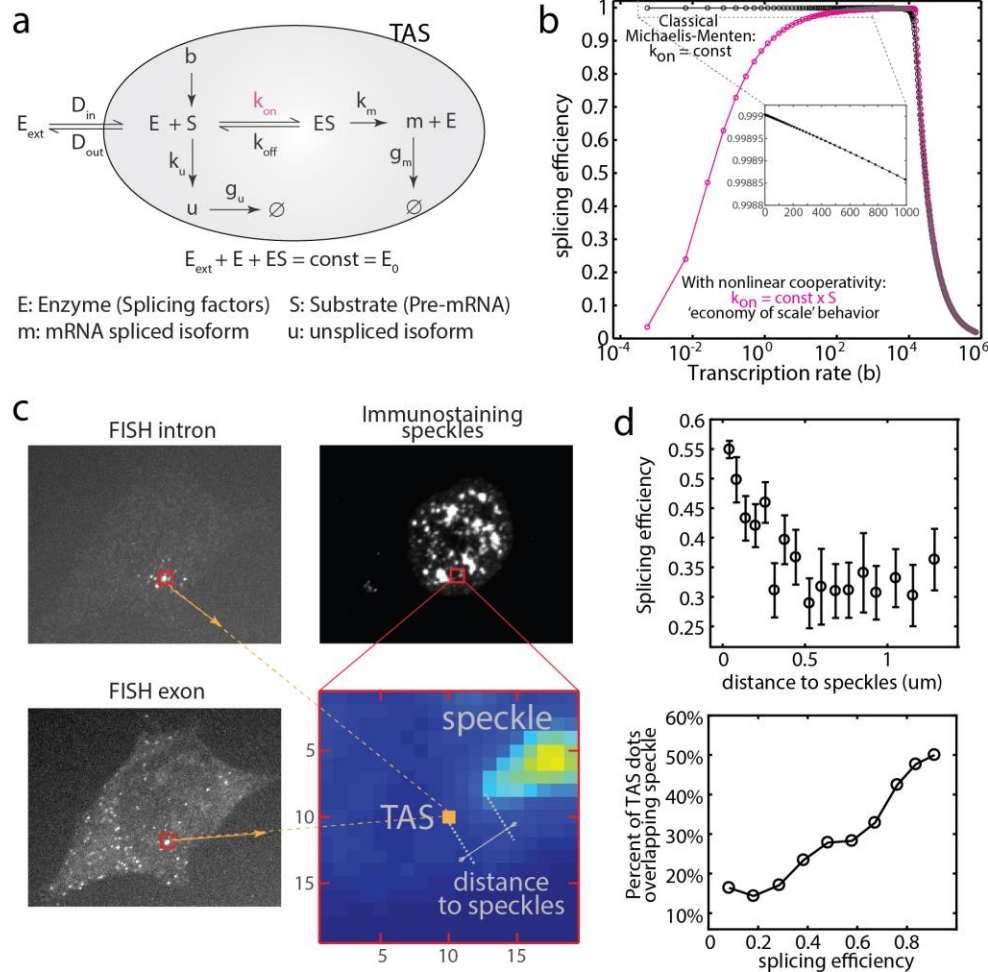 a
TAS
b
D_in
E_ext
D_out
E + S
k_on
k_off
ES
k_m
m + E
k_u
g_m
u
g_u
∅
∅
E_ext + E + ES = const = E_0
E: Enzyme (Splicing factors) S: Substrate (Pre-mRNA)
m: mRNA spliced isoform u: unspliced isoform
b
splicing efficiency
1
0.9
0.8
0.7
0.6
0.5
0.4
0.3
0.2
0.1
0
Classical
Michaelis-Menten:
k_on = const
0.999
0.99895
0.9989
0.99885
0.9988
0 200 400 600 800 1000
With nonlinear cooperativity:
k_on = const x S
'economy of scale' behavior
10^-4 10^-2 10^0 10^2 10^4 10^6
Transcription rate (b)
c
FISH intron
Immunostaining
speckles
FISH exon
speckle
TAS
distance
to speckles
5
10
15
5 10 15
d
Splicing efficiency
0.55
0.5
0.45
0.4
0.35
0.3
0.25
0 0.5 1
distance to speckles (um)
Percent of TAS dots
overlapping speckle
60%
50%
40%
30%
20%
10%
0 0.2 0.4 0.6 0.8
splicing efficiency